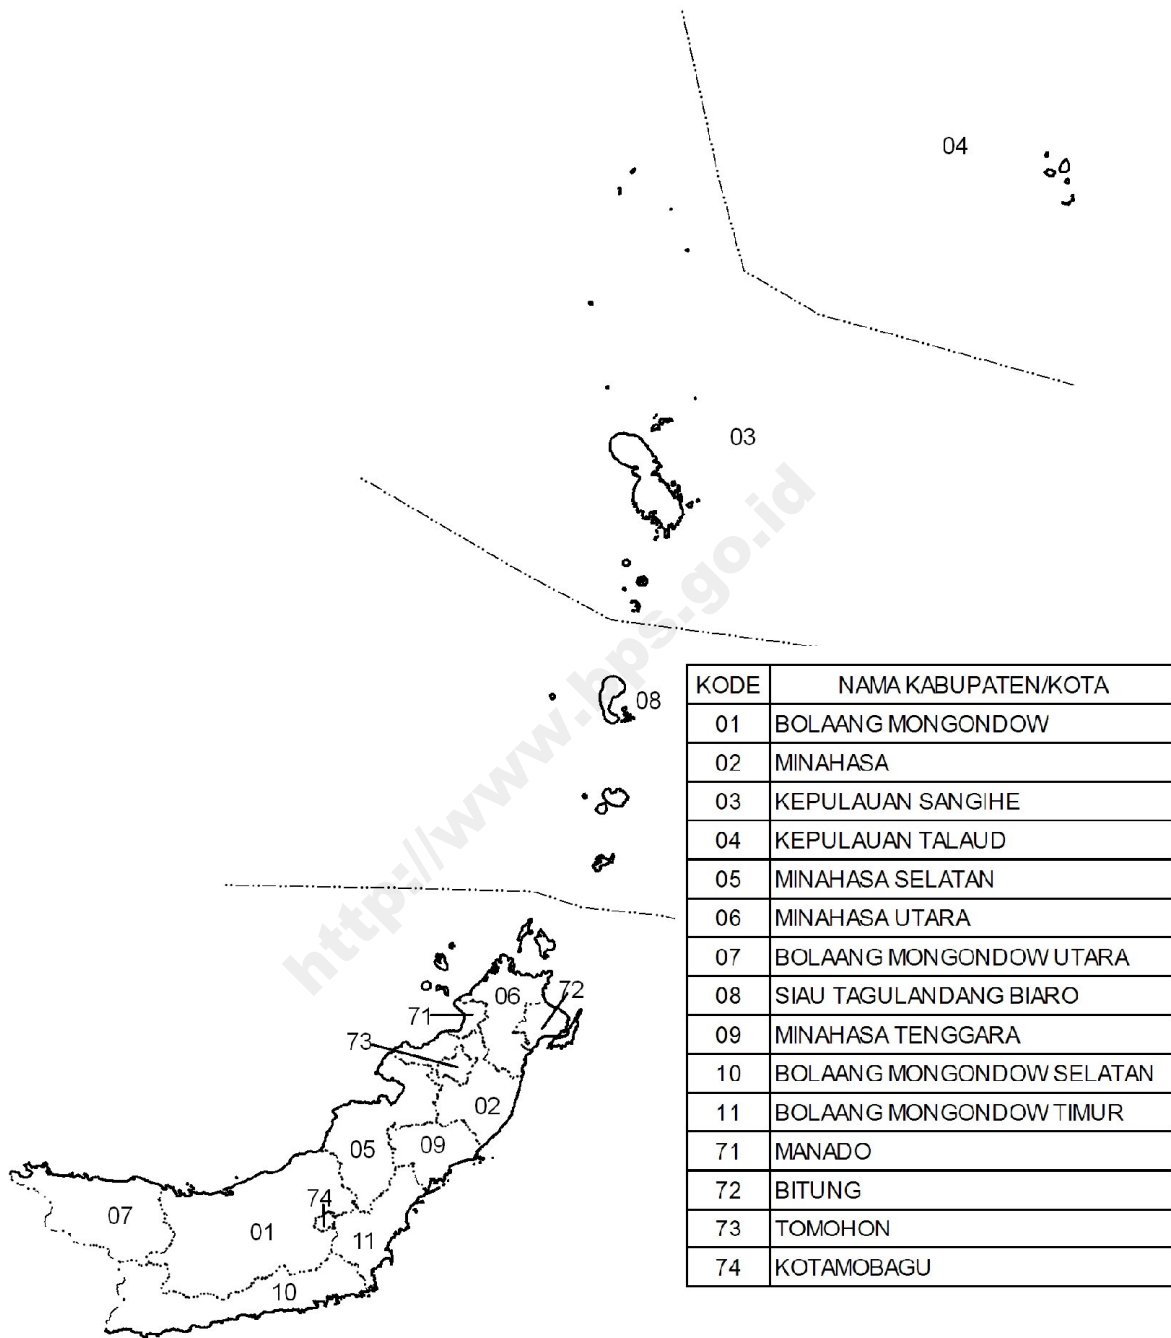 04
03
08
KODE NAMA KABUPATEN/KOTA
01 BOLAANG MONGONDOW
02 MINAHASA
03 KEPULAUAN SANGIHE
04 KEPULAUAN TALAUD
05 MINAHASA SELATAN
06 MINAHASA UTARA
07 BOLAANG MONGONDOW UTARA
08 SIAU TAGULANDANG BIARO
09 MINAHASA TENGGARA
10 BOLAANG MONGONDOW SELATAN
11 BOLAANG MONGONDOW TIMUR
71 MANADO
72 BITUNG
73 TOMOHON
74 KOTAMOBAGU
http://www.bps.go.id
06
72
71
73
02
05
09
74
07
01
11
10